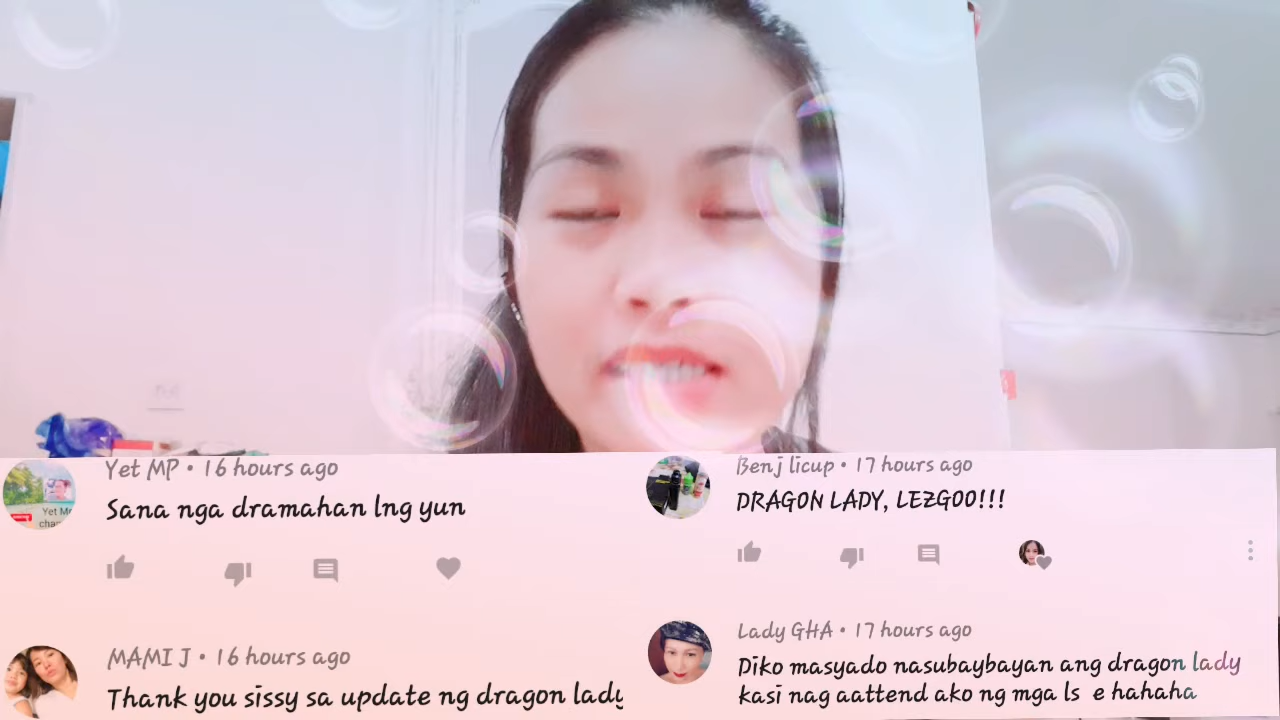 Yet MP • 16 hours ago
Sana nga dramahan lng yun
MAMI J • 16 hours ago
Thank you sissy sa update ng dragon lady
Benj licup • 17 hours ago
DRAGON LADY, LEZGOO!!!
Lady GHA • 17 hours ago
Diko masyado nasubaybayan ang dragon lady
kasi nag aattend ako ng mga ls e hahaha